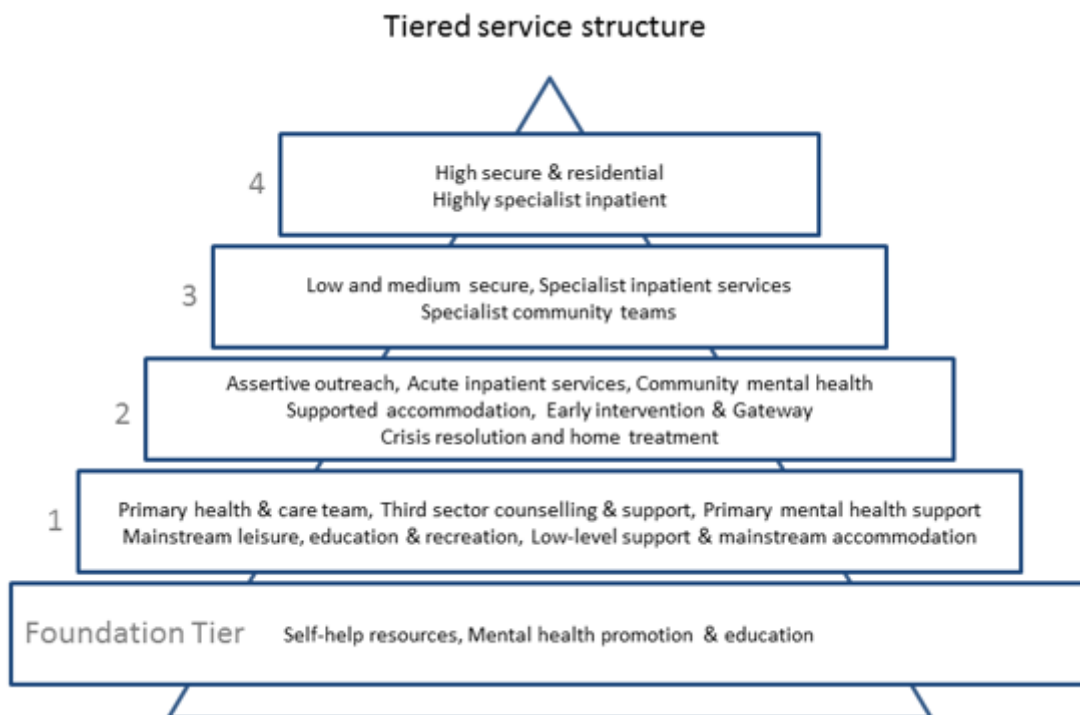 Tiered service structure
4
High secure & residential
Highly specialist inpatient
3
Low and medium secure, Specialist inpatient services
Specialist community teams
2
Assertive outreach, Acute inpatient services, Community mental health
Supported accommodation, Early intervention & Gateway
Crisis resolution and home treatment
1
Primary health & care team, Third sector counselling & support, Primary mental health support
Mainstream leisure, education & recreation, Low-level support & mainstream accommodation
Foundation Tier
Self-help resources, Mental health promotion & education